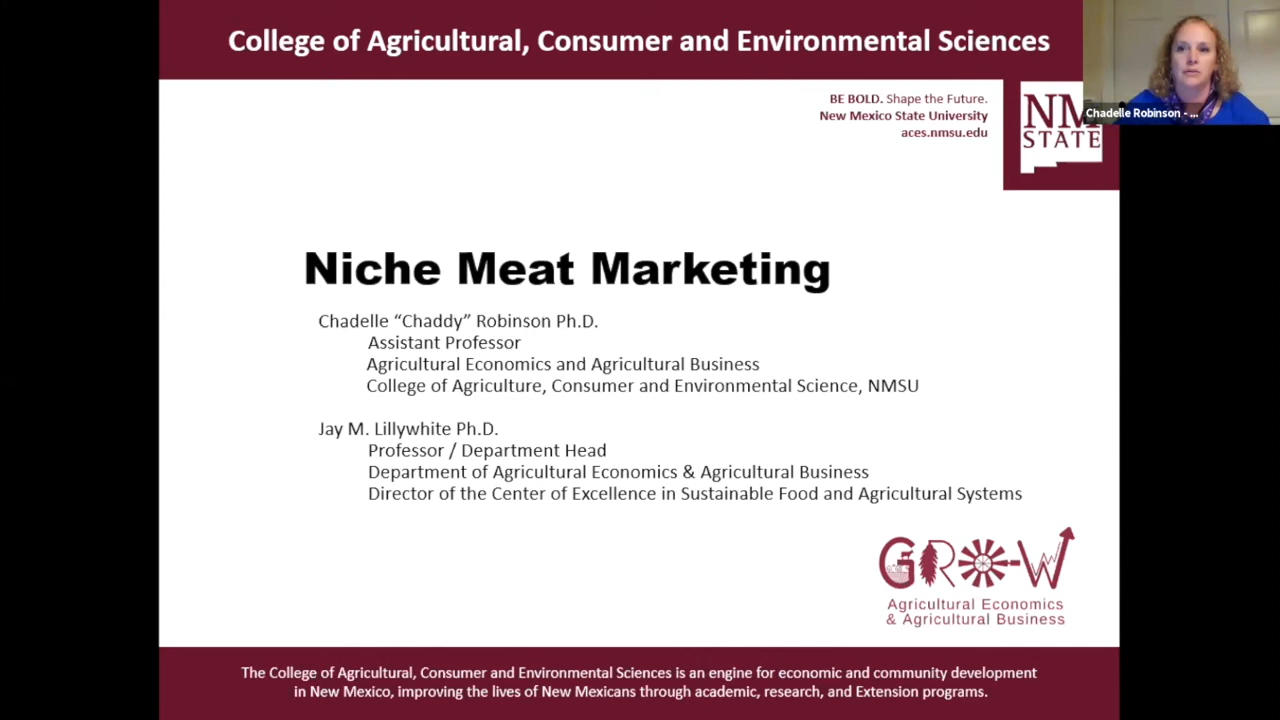 College of Agricultural, Consumer and Environmental Sciences
BE BOLD. Shape the Future.
New Mexico State University
aces.nmsu.edu
NM
STATE
Chadelle Robinson - ...
Niche Meat Marketing
Chadelle “Chaddy” Robinson Ph.D.
Assistant Professor
Agricultural Economics and Agricultural Business
College of Agriculture, Consumer and Environmental Science, NMSU
Jay M. Lillywhite Ph.D.
Professor / Department Head
Department of Agricultural Economics & Agricultural Business
Director of the Center of Excellence in Sustainable Food and Agricultural Systems
GROW
Agricultural Economics
& Agricultural Business
The College of Agricultural, Consumer and Environmental Sciences is an engine for economic and community development
in New Mexico, improving the lives of New Mexicans through academic, research, and Extension programs.